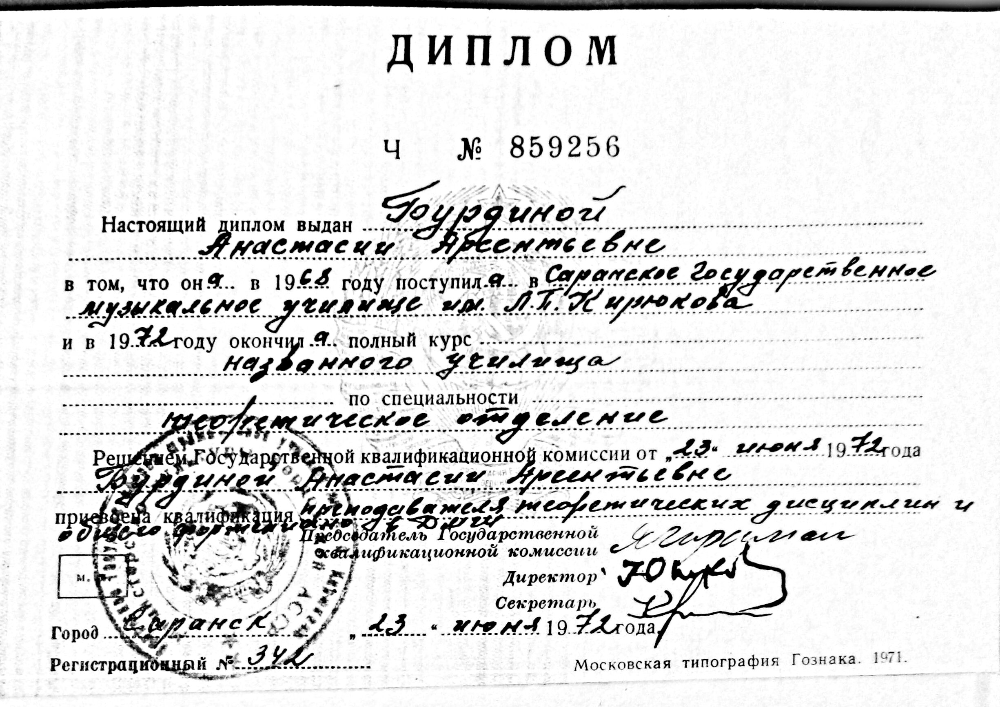 ДИПЛОМ
Ч № 859256
Настоящий диплом выдан Бурдиной
Анастасии Арсентьевне
в том, что она в 1968 году поступила в Саранское Государственное
музыкальное училище им. Л.П. Кирюкова
и в 1972 году окончила полный курс
названного училища
по специальности
теоретическое отделение
Решением Государственной квалификационной комиссии от „23“ июня 1972 года
Бурдиной Анастасии Арсентьевне
присвоена квалификация преподавателя теоретических дисциплин и
общего фортепиано в ДМШ
Председатель Государственной
квалификационной комиссии
Директор
Секретарь
М.
Город Саранск „23“ июня 1972 года
Регистрационный № 342
Московская типография Гознака. 1971.